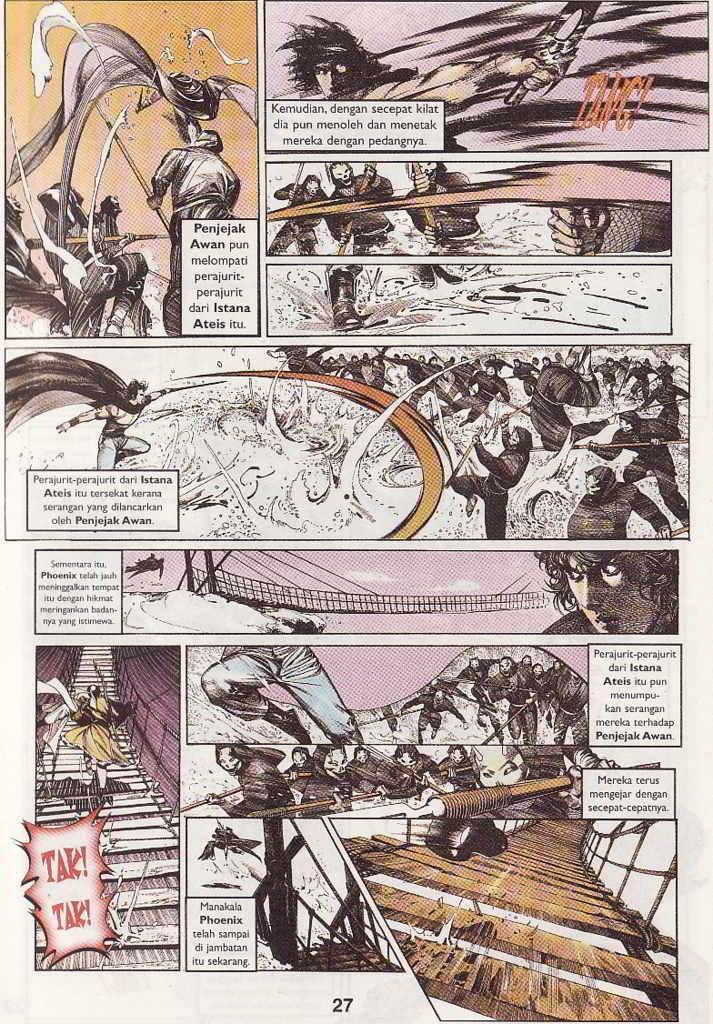 Penjejak
Awan pun
melompati
perajurit-
perajurit
dari Istana
Ateis itu.
Kemudian, dengan secepat kilat
dia pun menoleh dan menetak
mereka dengan pedangnya.
TANG!
Perajurit-perajurit dari Istana
Ateis itu tersekat kerana
serangan yang dilancarkan
oleh Penjejak Awan.
Sementara itu,
Phoenix telah jauh
meninggalkan tempat
itu dengan hikmat
meringankan badan-
nya yang istimewa.
Perajurit-perajurit
dari Istana
Ateis itu pun
menumpu-
kan serangan
mereka terhadap
Penjejak Awan.
Mereka terus
mengejar dengan
secepat-cepatnya.
TAK!
TAK!
Manakala
Phoenix
telah sampai
di jambatan
itu sekarang.
27